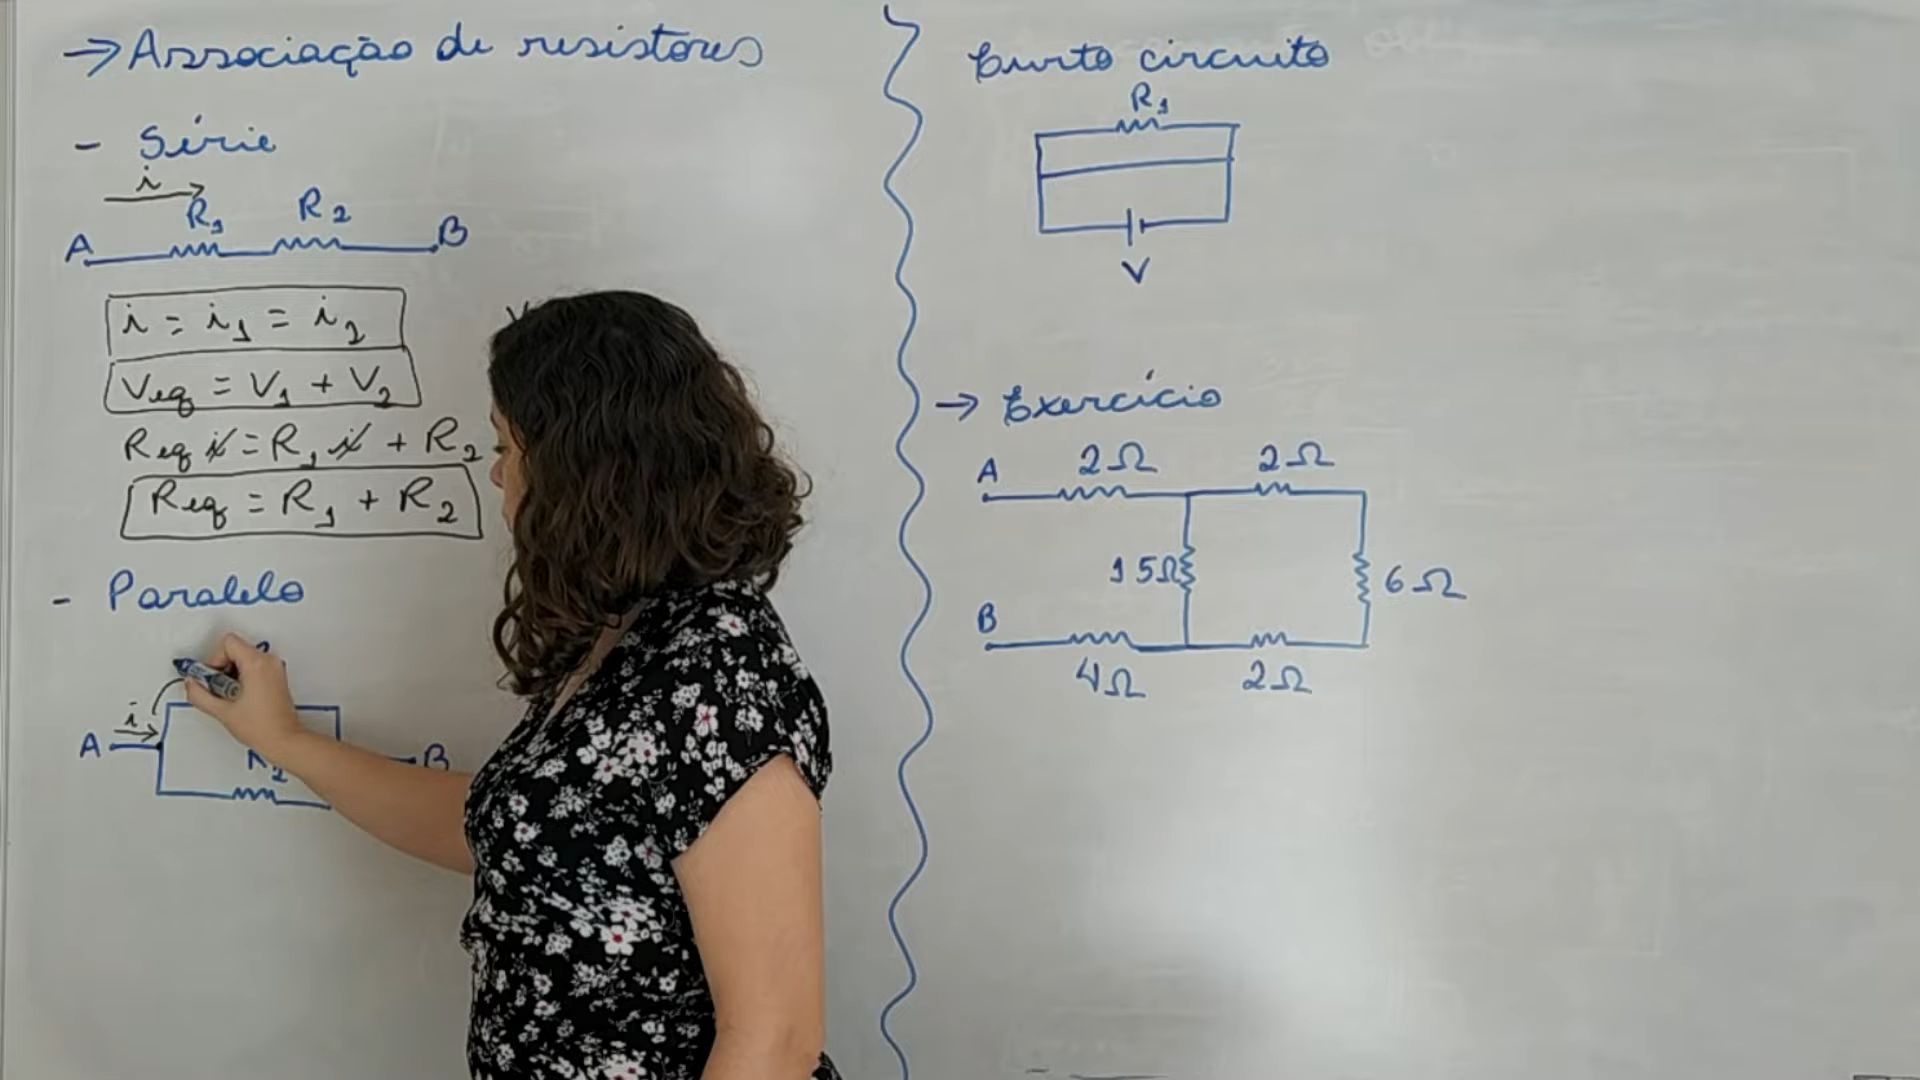 → Associação de resistores
- Série
i
R1 R2
A B
i = i1 = i2
Veq = V1 + V2
Req i = R1 i + R2
Req = R1 + R2
- Paralelo
i
A B
R2
Curto circuito
R1
V
→ Exercício
A 2Ω 2Ω
15Ω 6Ω
B
4Ω 2Ω